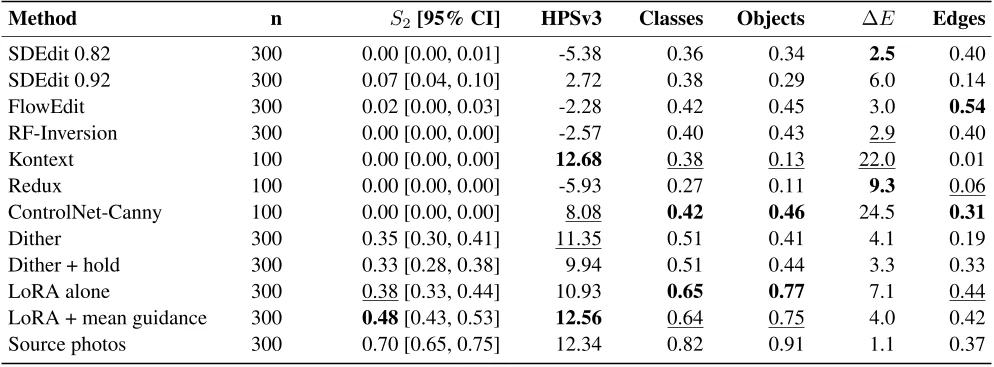 Method n S₂ [95% CI] HPSv3 Classes Objects ΔE Edges
SDEdit 0.82 300 0.00 [0.00, 0.01] -5.38 0.36 0.34 2.5 0.40
SDEdit 0.92 300 0.07 [0.04, 0.10] 2.72 0.38 0.29 6.0 0.14
FlowEdit 300 0.02 [0.00, 0.03] -2.28 0.42 0.45 3.0 0.54
RF-Inversion 300 0.00 [0.00, 0.00] -2.57 0.40 0.43 2.9 0.40
Kontext 100 0.00 [0.00, 0.00] 12.68 0.38 0.13 22.0 0.01
Redux 100 0.00 [0.00, 0.00] -5.93 0.27 0.11 9.3 0.06
ControlNet-Canny 100 0.00 [0.00, 0.00] 8.08 0.42 0.46 24.5 0.31
Dither 300 0.35 [0.30, 0.41] 11.35 0.51 0.41 4.1 0.19
Dither + hold 300 0.33 [0.28, 0.38] 9.94 0.51 0.44 3.3 0.33
LoRA alone 300 0.38 [0.33, 0.44] 10.93 0.65 0.77 7.1 0.44
LoRA + mean guidance 300 0.48 [0.43, 0.53] 12.56 0.64 0.75 4.0 0.42
Source photos 300 0.70 [0.65, 0.75] 12.34 0.82 0.91 1.1 0.37